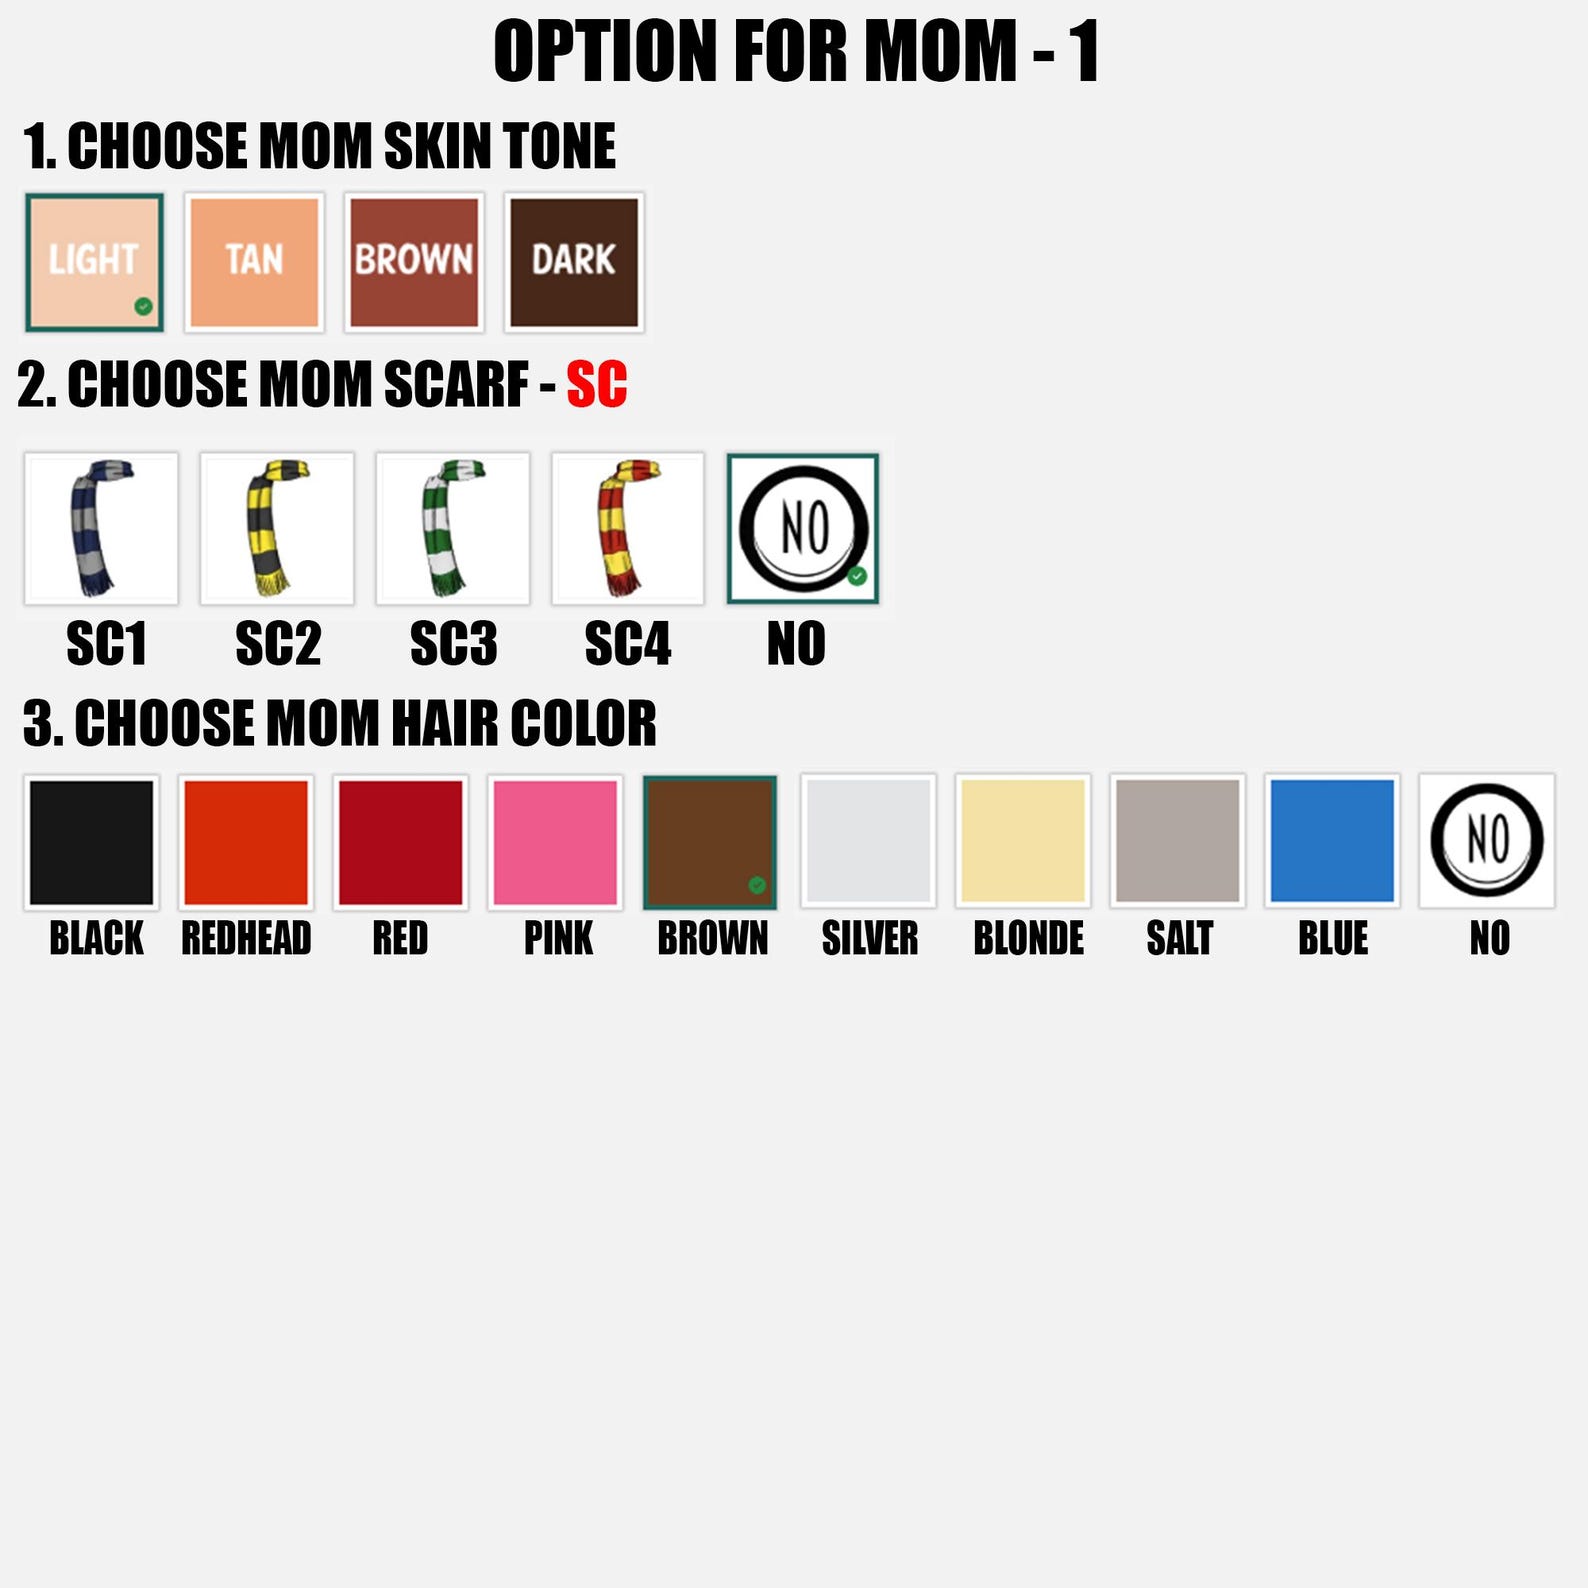 OPTION FOR MOM - 1
1. CHOOSE MOM SKIN TONE
LIGHT TAN BROWN DARK
2. CHOOSE MOM SCARF - SC
NO
SC1 SC2 SC3 SC4 NO
3. CHOOSE MOM HAIR COLOR
NO
BLACK REDHEAD RED PINK BROWN SILVER BLONDE SALT BLUE NO